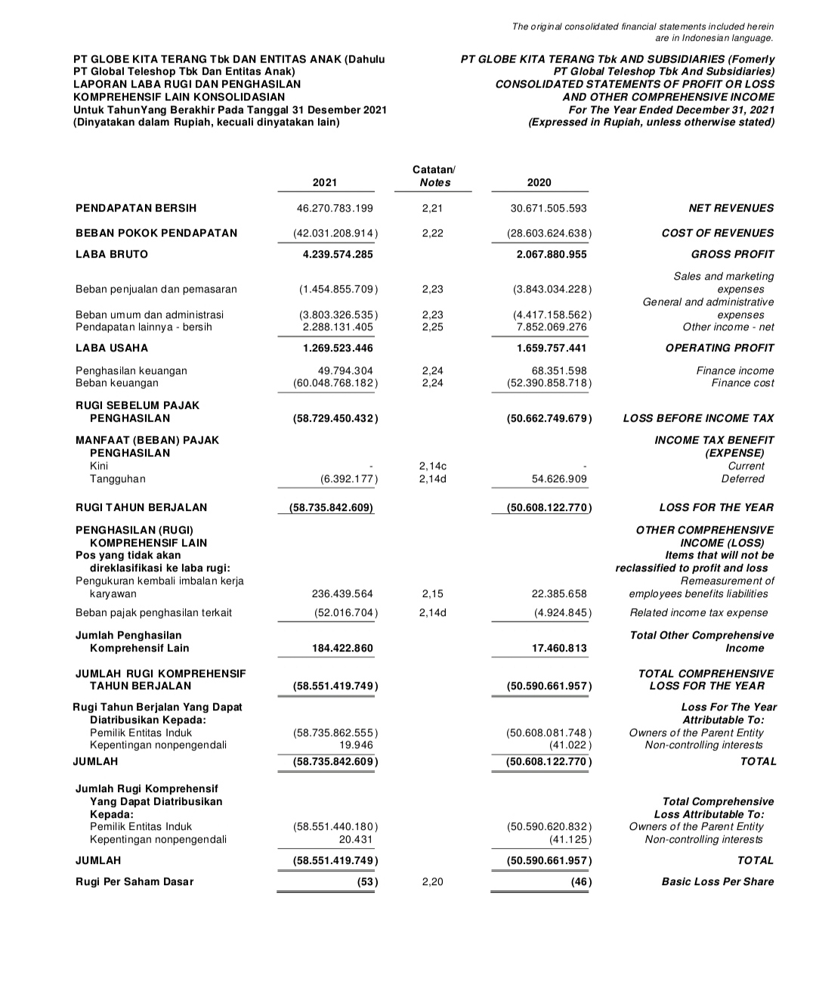 The original consolidated financial statements included herein
are in Indonesian language.
PT GLOBE KITA TERANG Tbk DAN ENTITAS ANAK (Dahulu
PT Global Teleshop Tbk Dan Entitas Anak)
LAPORAN LABA RUGI DAN PENGHASILAN
KOMPREHENSIF LAIN KONSOLIDASIAN
Untuk TahunYang Berakhir Pada Tanggal 31 Desember 2021
(Dinyatakan dalam Rupiah, kecuali dinyatakan lain)
PT GLOBE KITA TERANG Tbk AND SUBSIDIARIES (Fomerly
PT Global Teleshop Tbk And Subsidiaries)
CONSOLIDATED STATEMENTS OF PROFIT OR LOSS
AND OTHER COMPREHENSIVE INCOME
For The Year Ended December 31, 2021
(Expressed in Rupiah, unless otherwise stated)
Catatan/
2021 Notes 2020
PENDAPATAN BERSIH 46.270.783.199 2,21 30.671.505.593 NET REVENUES
BEBAN POKOK PENDAPATAN (42.031.208.914) 2,22 (28.603.624.638) COST OF REVENUES
LABA BRUTO 4.239.574.285 2.067.880.955 GROSS PROFIT
Sales and marketing
Beban penjualan dan pemasaran (1.454.855.709) 2,23 (3.843.034.228) expenses
General and administrative
Beban umum dan administrasi (3.803.326.535) 2,23 (4.417.158.562) expenses
Pendapatan lainnya - bersih 2.288.131.405 2,25 7.852.069.276 Other income - net
LABA USAHA 1.269.523.446 1.659.757.441 OPERATING PROFIT
Penghasilan keuangan 49.794.304 2,24 68.351.598 Finance income
Beban keuangan (60.048.768.182) 2,24 (52.390.858.718) Finance cost
RUGI SEBELUM PAJAK
PENGHASILAN (58.729.450.432) (50.662.749.679) LOSS BEFORE INCOME TAX
MANFAAT (BEBAN) PAJAK INCOME TAX BENEFIT
PENGHASILAN (EXPENSE)
Kini - 2,14c - Current
Tangguhan (6.392.177) 2,14d 54.626.909 Deferred
RUGI TAHUN BERJALAN (58.735.842.609) (50.608.122.770) LOSS FOR THE YEAR
PENGHASILAN (RUGI) OTHER COMPREHENSIVE
KOMPREHENSIF LAIN INCOME (LOSS)
Pos yang tidak akan Items that will not be
direklasifikasi ke laba rugi: reclassified to profit and loss
Pengukuran kembali imbalan kerja Remeasurement of
karyawan 236.439.564 2,15 22.385.658 employees benefits liabilities
Beban pajak penghasilan terkait (52.016.704) 2,14d (4.924.845) Related income tax expense
Jumlah Penghasilan Total Other Comprehensive
Komprehensif Lain 184.422.860 17.460.813 Income
JUMLAH RUGI KOMPREHENSIF TOTAL COMPREHENSIVE
TAHUN BERJALAN (58.551.419.749) (50.590.661.957) LOSS FOR THE YEAR
Rugi Tahun Berjalan Yang Dapat Loss For The Year
Diatribusikan Kepada: Attributable To:
Pemilik Entitas Induk (58.735.862.555) (50.608.081.748) Owners of the Parent Entity
Kepentingan nonpengendali 19.946 (41.022) Non-controlling interests
JUMLAH (58.735.842.609) (50.608.122.770) TOTAL
Jumlah Rugi Komprehensif
Yang Dapat Diatribusikan Total Comprehensive
Kepada: Loss Attributable To:
Pemilik Entitas Induk (58.551.440.180) (50.590.620.832) Owners of the Parent Entity
Kepentingan nonpengendali 20.431 (41.125) Non-controlling interests
JUMLAH (58.551.419.749) (50.590.661.957) TOTAL
Rugi Per Saham Dasar (53) 2,20 (46) Basic Loss Per Share